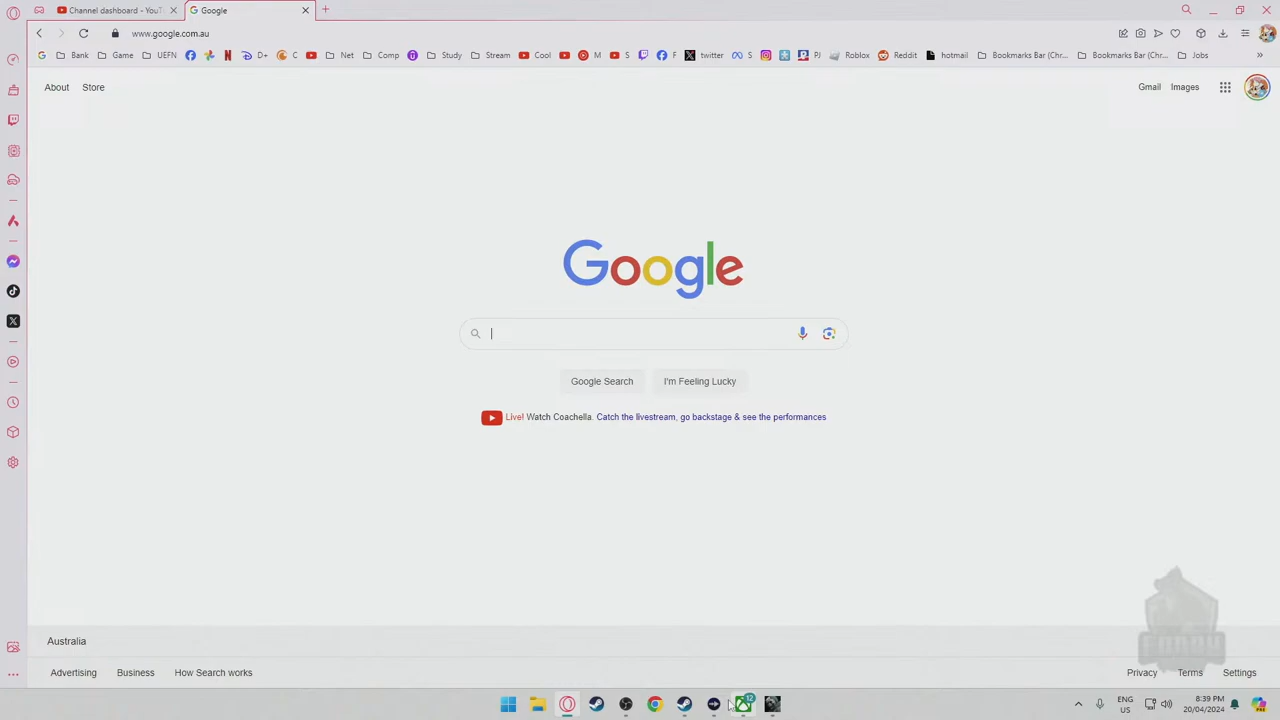 Channel dashboard - YouT
Google
www.google.com.au
Bank
Game
UEFN
N
D+
C
Net
Comp
Study
Stream
Cool
M
S
F
twitter
S
PJ
Roblox
Reddit
hotmail
Bookmarks Bar (Chr...
Bookmarks Bar (Chr...
Jobs
About
Store
Gmail
Images
Google
Google Search
I'm Feeling Lucky
Live! Watch Coachella. Catch the livestream, go backstage & see the performances
Australia
Advertising
Business
How Search works
Privacy
Terms
Settings
12
ENG
US
8:39 PM
20/04/2024